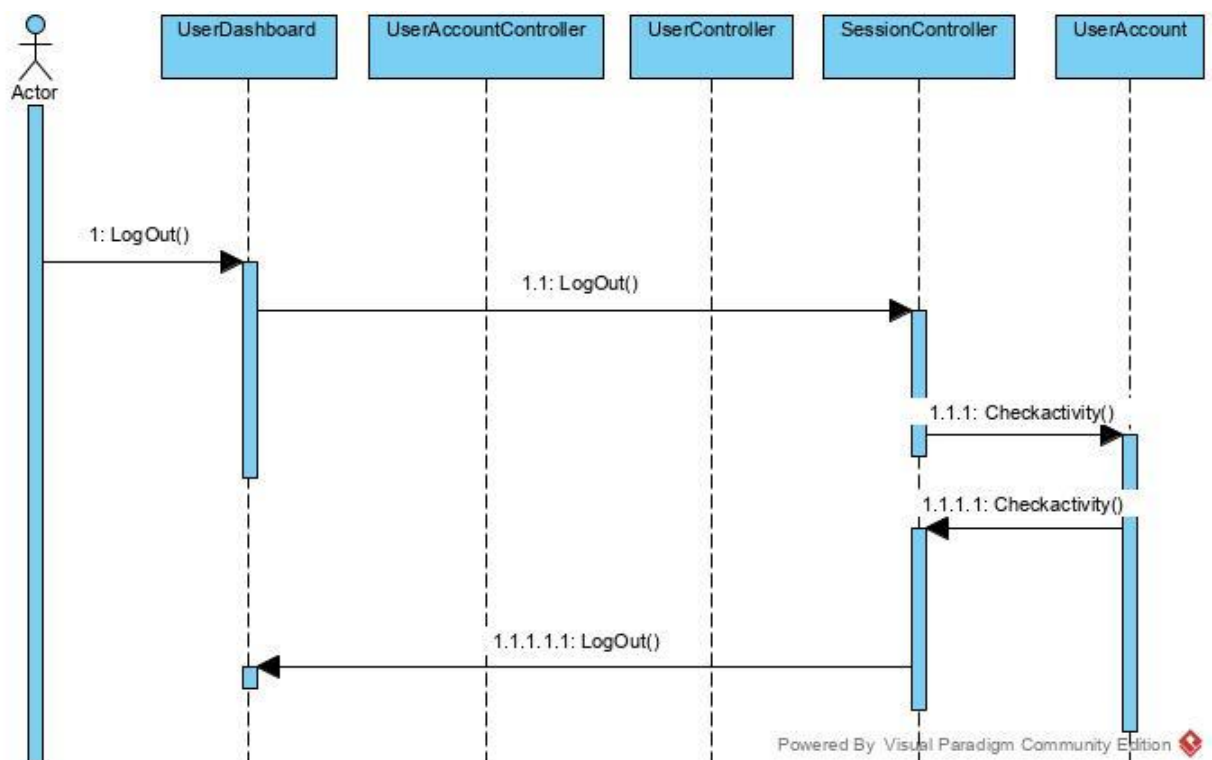 UserDashboard
UserAccountController
UserController
SessionController
UserAccount
Actor
1: LogOut()
1.1: LogOut()
1.1.1: Checkactivity()
1.1.1.1: Checkactivity()
1.1.1.1.1: LogOut()
Powered By Visual Paradigm Community Edition